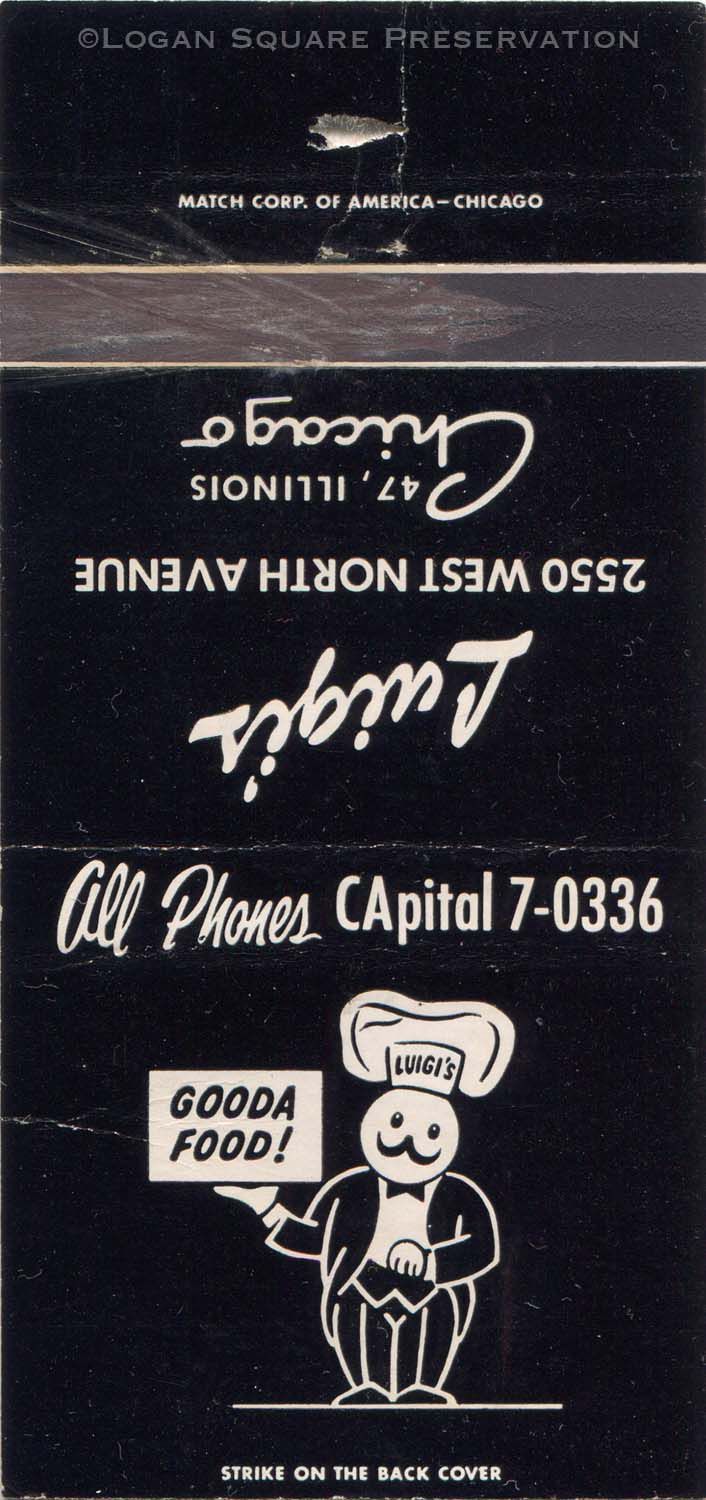 ©LOGAN SQUARE PRESERVATION
MATCH CORP. OF AMERICA—CHICAGO
Luigi's
2550 WEST NORTH AVENUE
Chicago
47, ILLINOIS
All Phones CApital 7-0336
LUIGI'S
GOODA
FOOD!
STRIKE ON THE BACK COVER